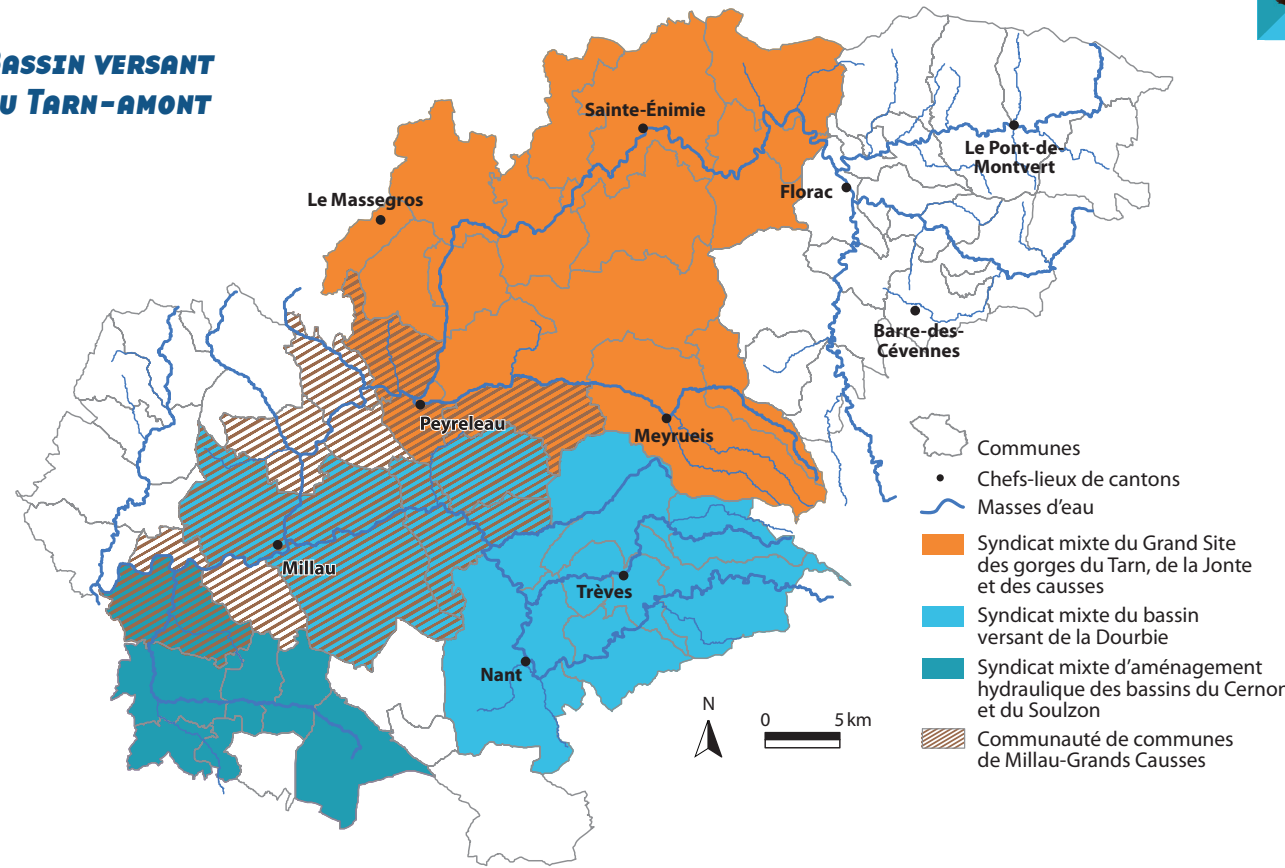 BASSIN VERSANT
DU TARN-AMONT
Sainte-Énimie
Le Pont-de-
Montvert
Florac
Le Massegros
Barre-des-
Cévennes
Peyreleau
Meyrueis
Millau
Trèves
Nant
N
0 5 km
Communes
Chefs-lieux de cantons
Masses d'eau
Syndicat mixte du Grand Site
des gorges du Tarn, de la Jonte
et des causses
Syndicat mixte du bassin
versant de la Dourbie
Syndicat mixte d'aménagement
hydraulique des bassins du Cernon
et du Soulzon
Communauté de communes
de Millau-Grands Causses